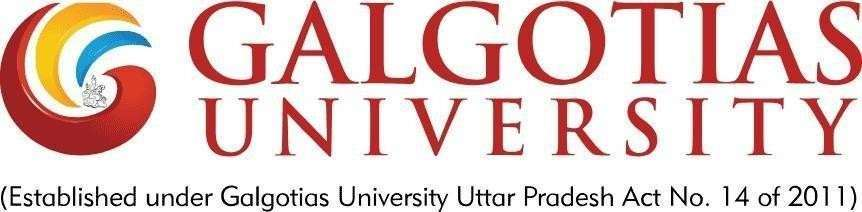 GALGOTIAS
UNIVERSITY
(Established under Galgotias University Uttar Pradesh Act No. 14 of 2011)